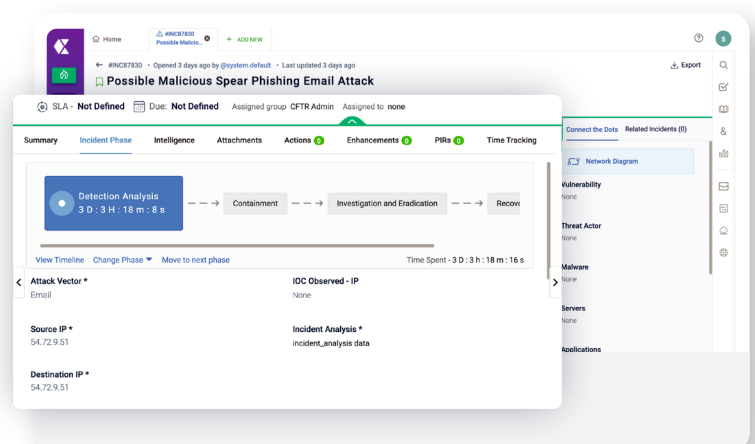 Home
#INC87830
Possible Malicio...
+ ADD NEW
S
← #INC87830 • Opened 3 days ago by @system.default • Last updated 3 days ago
Export
Possible Malicious Spear Phishing Email Attack
SLA - Not Defined Due: Not Defined Assigned group CFTR Admin Assigned to none
Summary Incident Phase Intelligence Attachments Actions 0 Enhancements 0 PIRs 0 Time Tracking
Detection Analysis
3 D : 3 H : 18 m : 8 s
Containment
Investigation and Eradication
Recove
View Timeline Change Phase Move to next phase
Time Spent - 3 D : 3 h : 18 m : 16 s
Attack Vector *
Email
IOC Observed - IP
None
Source IP *
54.72.9.51
Incident Analysis *
incident_analysis data
Destination IP *
54.72.9.51
Connect the Dots Related Incidents (0)
Network Diagram
Vulnerability
None
Threat Actor
None
Malware
None
Servers
None
Applications